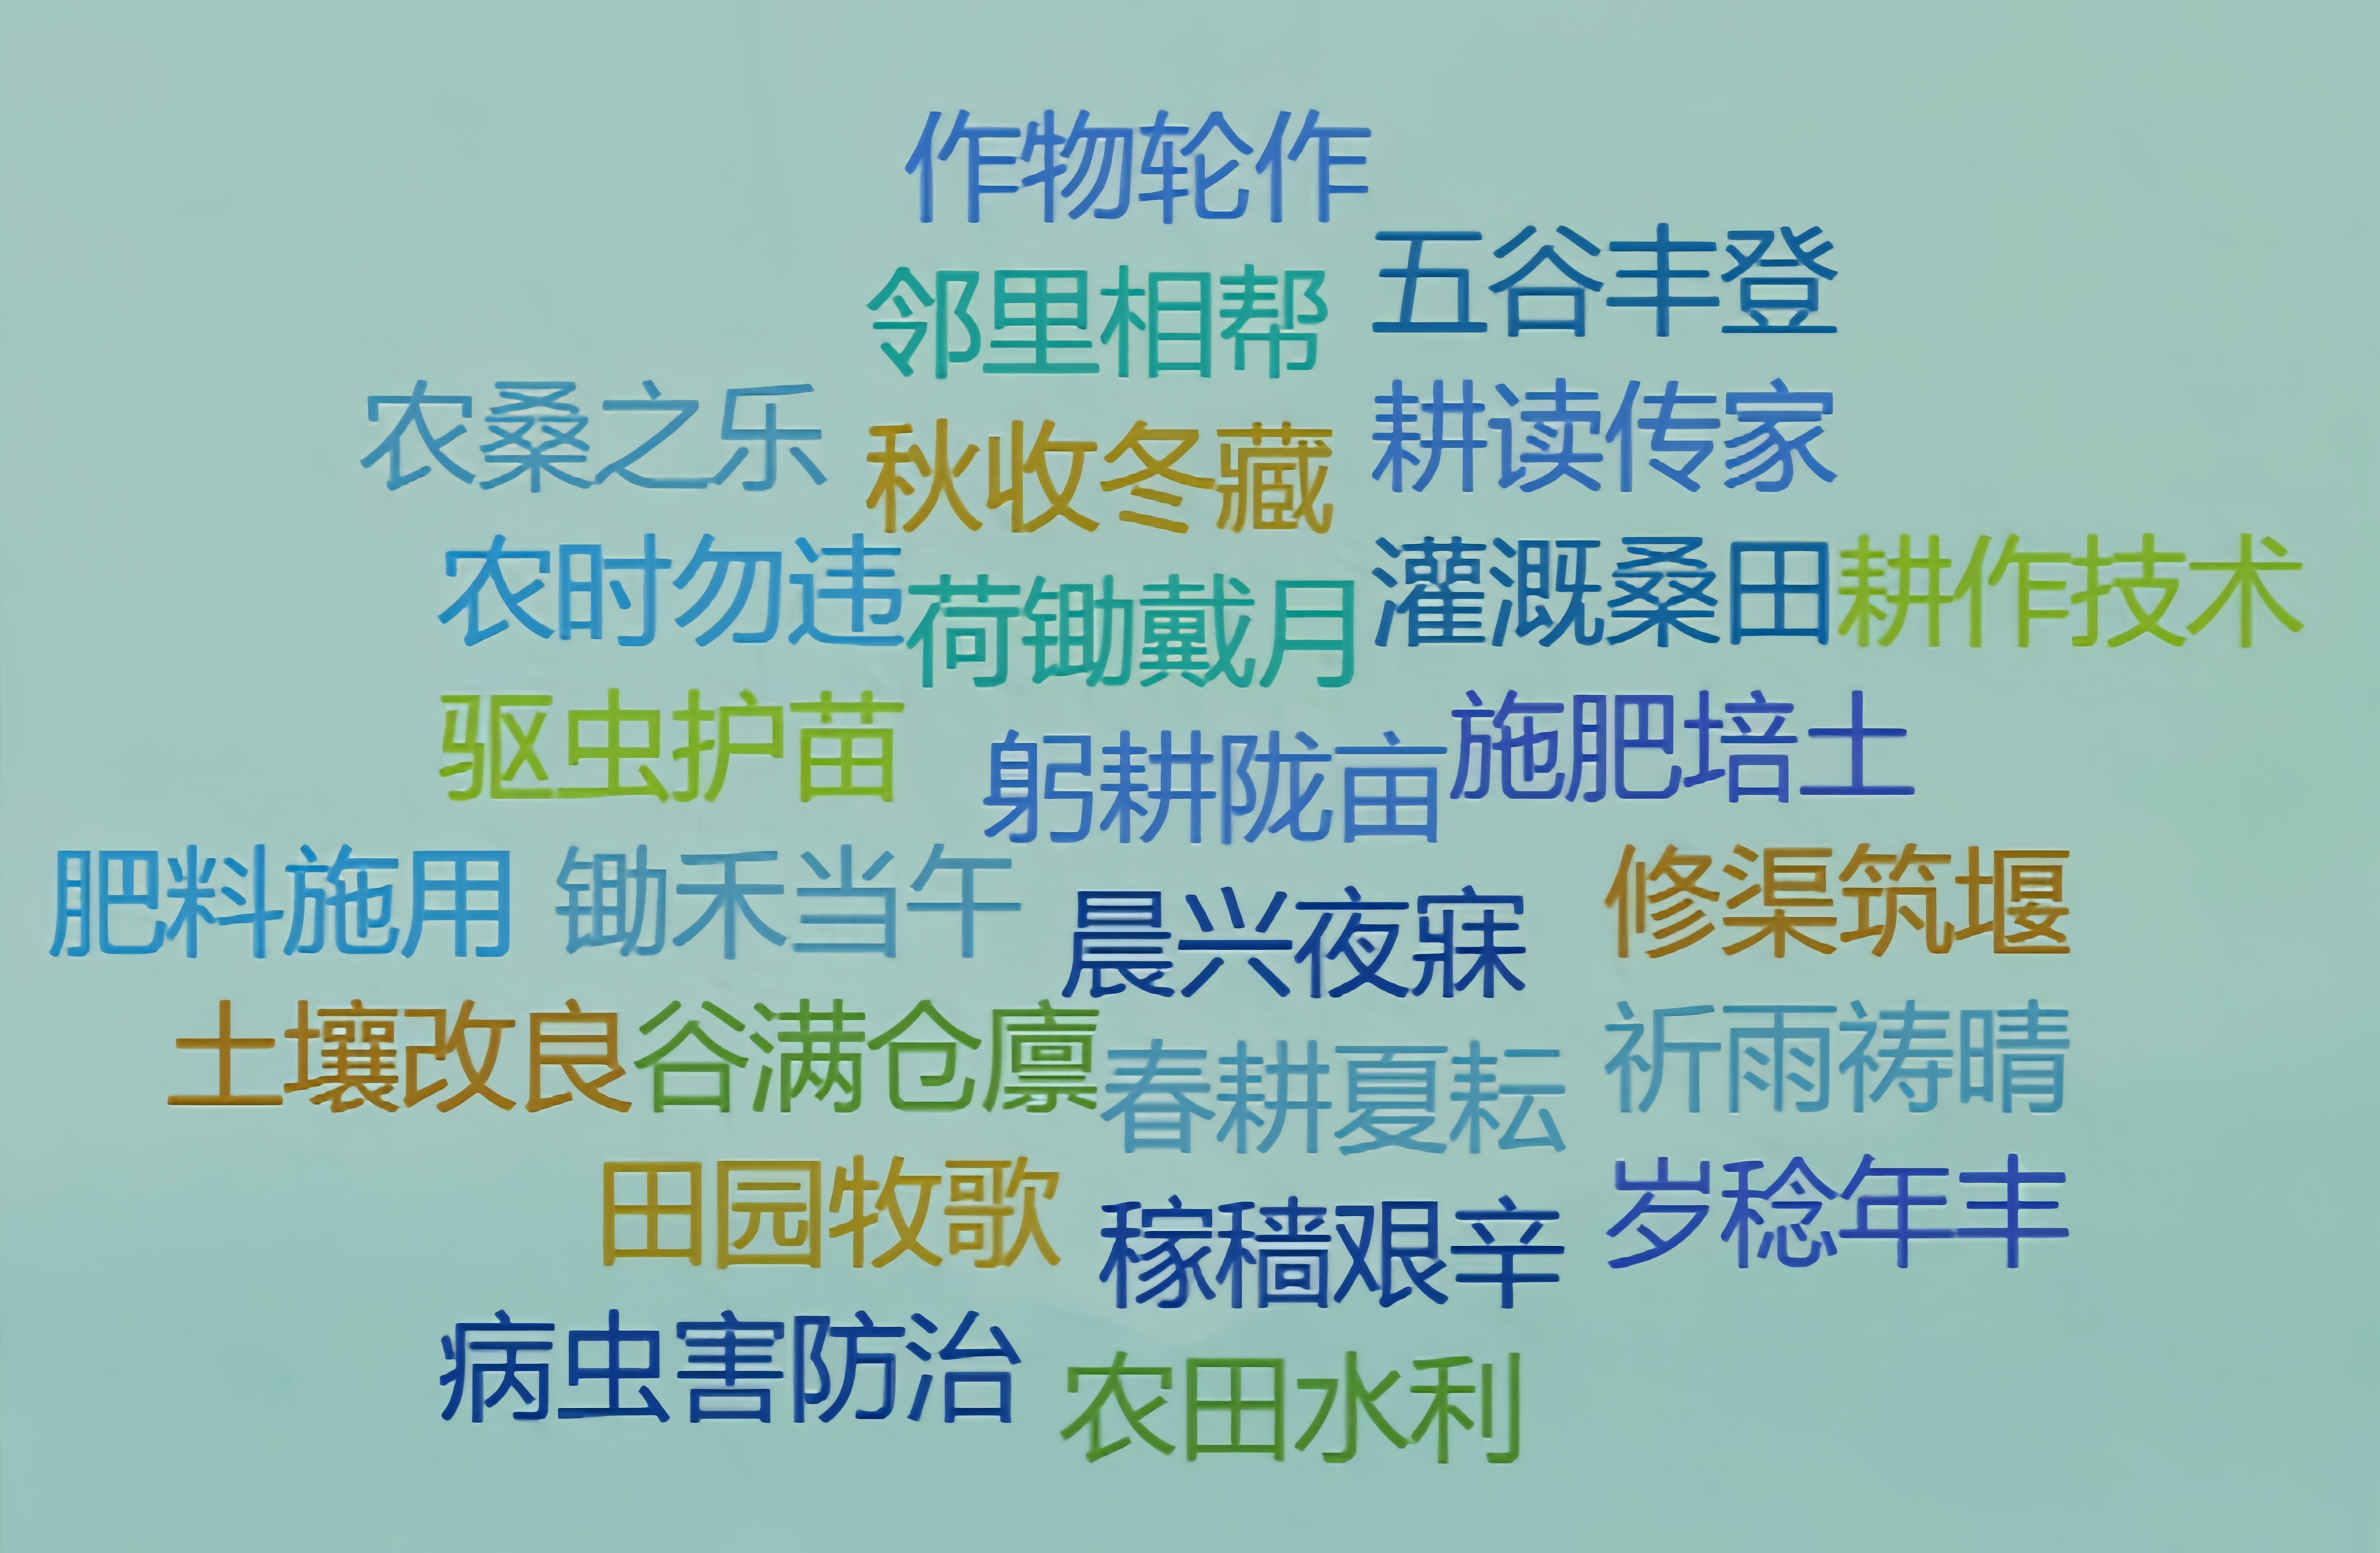 作物轮作
五谷丰登
邻里相帮
农桑之乐
耕读传家
秋收冬藏
农时勿违
灌溉桑田
耕作技术
荷锄戴月
驱虫护苗
施肥培土
躬耕陇亩
肥料施用
锄禾当午
修渠筑堰
晨兴夜寐
土壤改良
谷满仓廪
祈雨祷晴
春耕夏耘
田园牧歌
岁稔年丰
稼穑艰辛
病虫害防治
农田水利